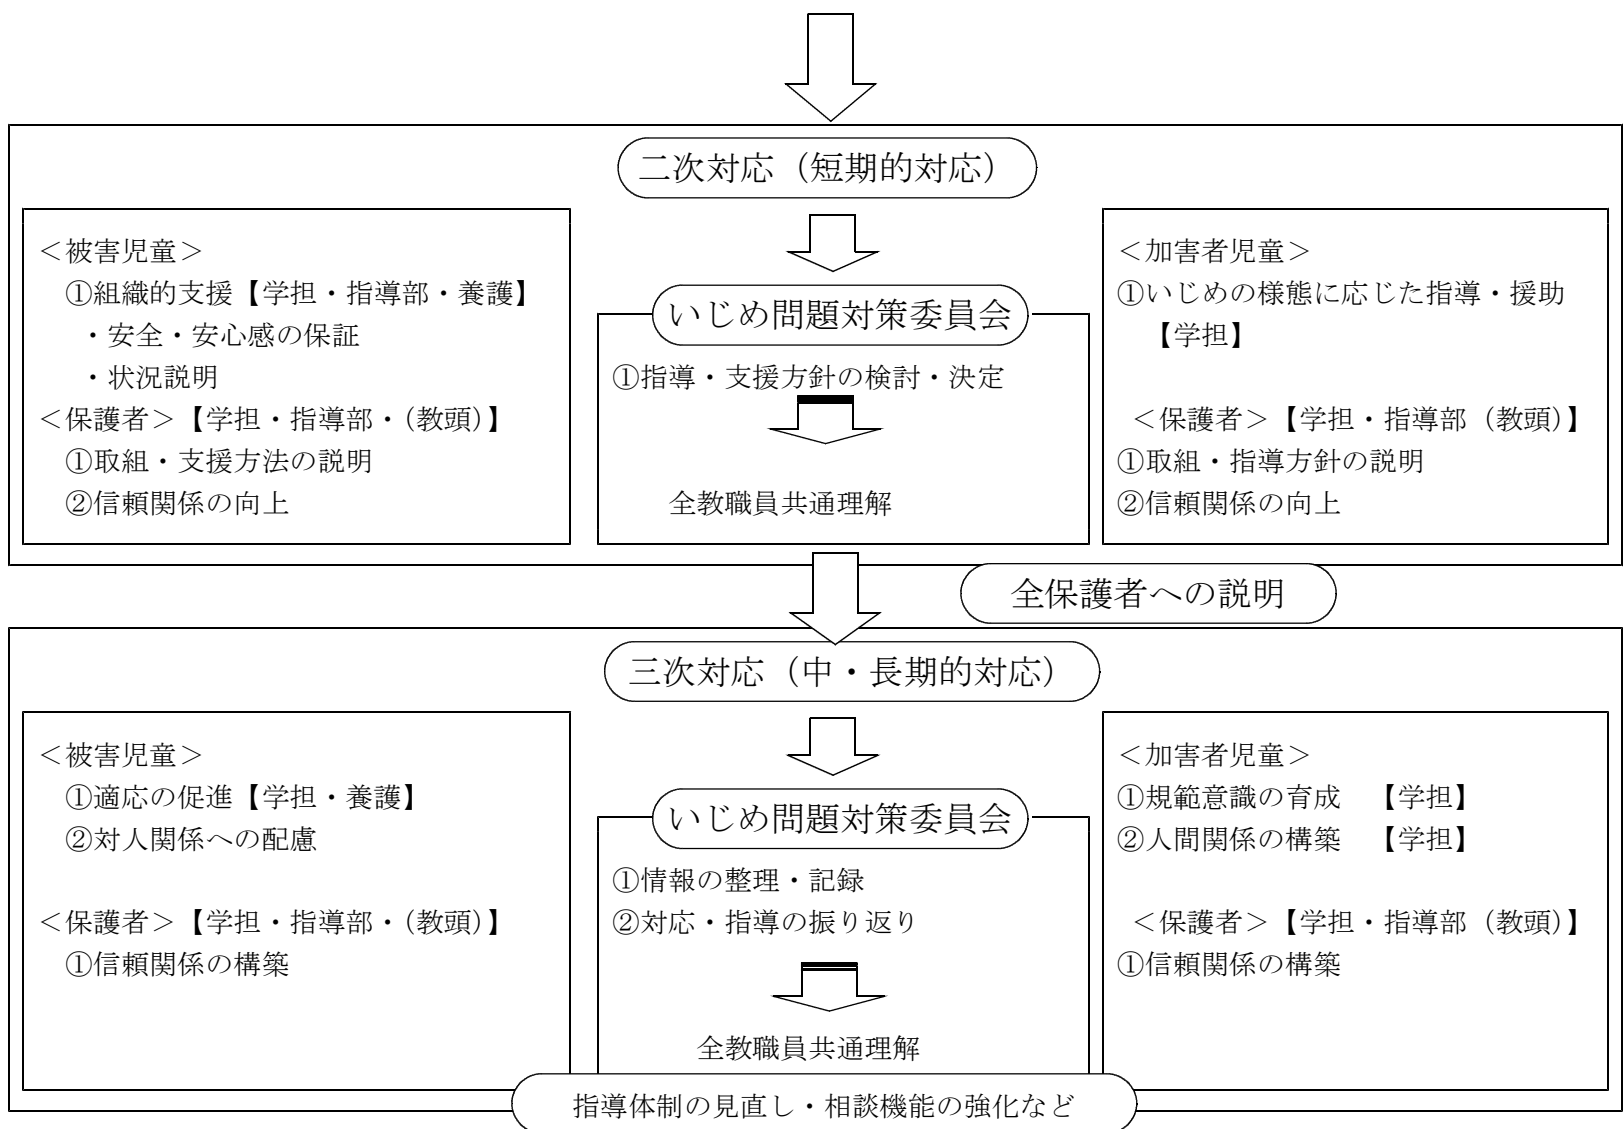 二次対応（短期的対応）
＜被害児童＞
①組織的支援【学担・指導部・養護】
・安全・安心感の保証
・状況説明
＜保護者＞【学担・指導部・（教頭）】
①取組・支援方法の説明
②信頼関係の向上
いじめ問題対策委員会
①指導・支援方針の検討・決定
全教職員共通理解
＜加害者児童＞
①いじめの様態に応じた指導・援助
【学担】
＜保護者＞【学担・指導部（教頭）】
①取組・指導方針の説明
②信頼関係の向上
全保護者への説明
三次対応（中・長期的対応）
＜被害児童＞
①適応の促進【学担・養護】
②対人関係への配慮
＜保護者＞【学担・指導部・（教頭）】
①信頼関係の構築
いじめ問題対策委員会
①情報の整理・記録
②対応・指導の振り返り
全教職員共通理解
＜加害者児童＞
①規範意識の育成　【学担】
②人間関係の構築　【学担】
＜保護者＞【学担・指導部（教頭）】
①信頼関係の構築
指導体制の見直し・相談機能の強化など